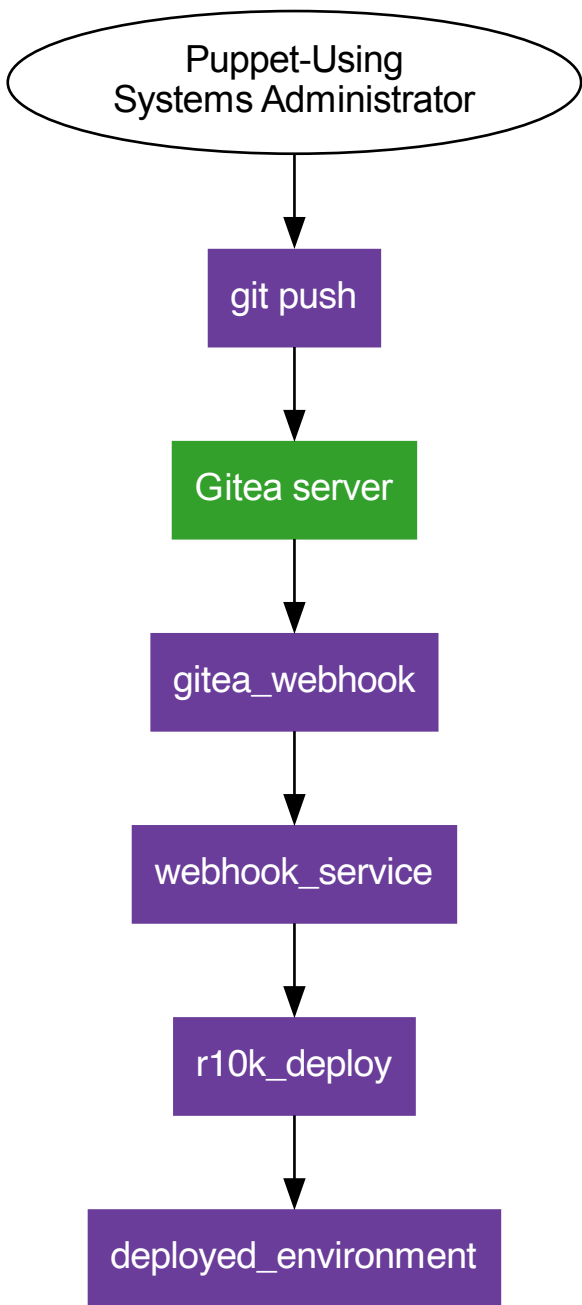 Puppet-Using
Systems Administrator
git push
Gitea server
gitea_webhook
webhook_service
r10k_deploy
deployed_environment